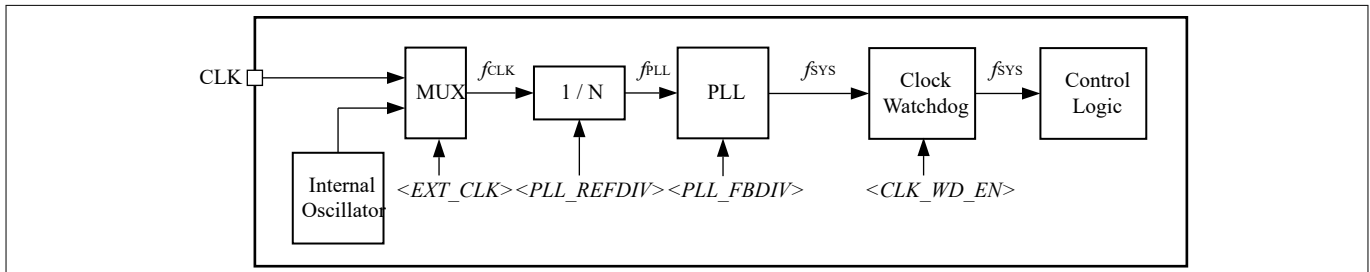 CLK
MUX
fCLK
1 / N
fPLL
PLL
fSYS
Clock
Watchdog
fSYS
Control
Logic
Internal
Oscillator
<EXT_CLK>
<PLL_REFDIV>
<PLL_FBDIV>
<CLK_WD_EN>